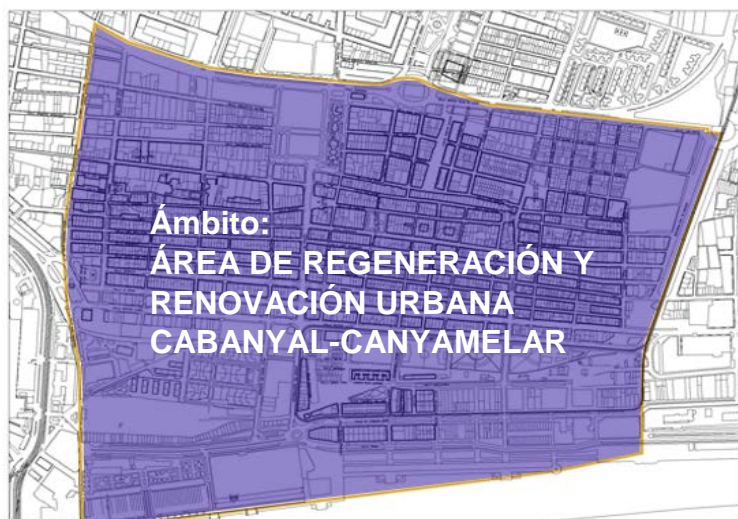 Ámbito:
ÁREA DE REGENERACIÓN Y
RENOVACIÓN URBANA
CABANYAL-CANYAMELAR